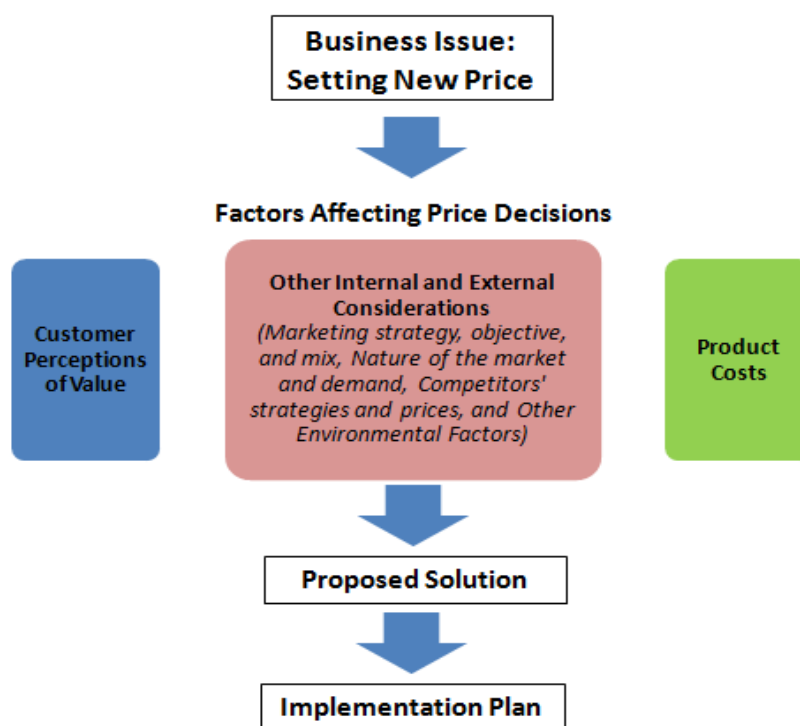 Business Issue:
Setting New Price
Factors Affecting Price Decisions
Customer
Perceptions
of Value
Other Internal and External
Considerations
(Marketing strategy, objective,
and mix, Nature of the market
and demand, Competitors'
strategies and prices, and Other
Environmental Factors)
Product
Costs
Proposed Solution
Implementation Plan